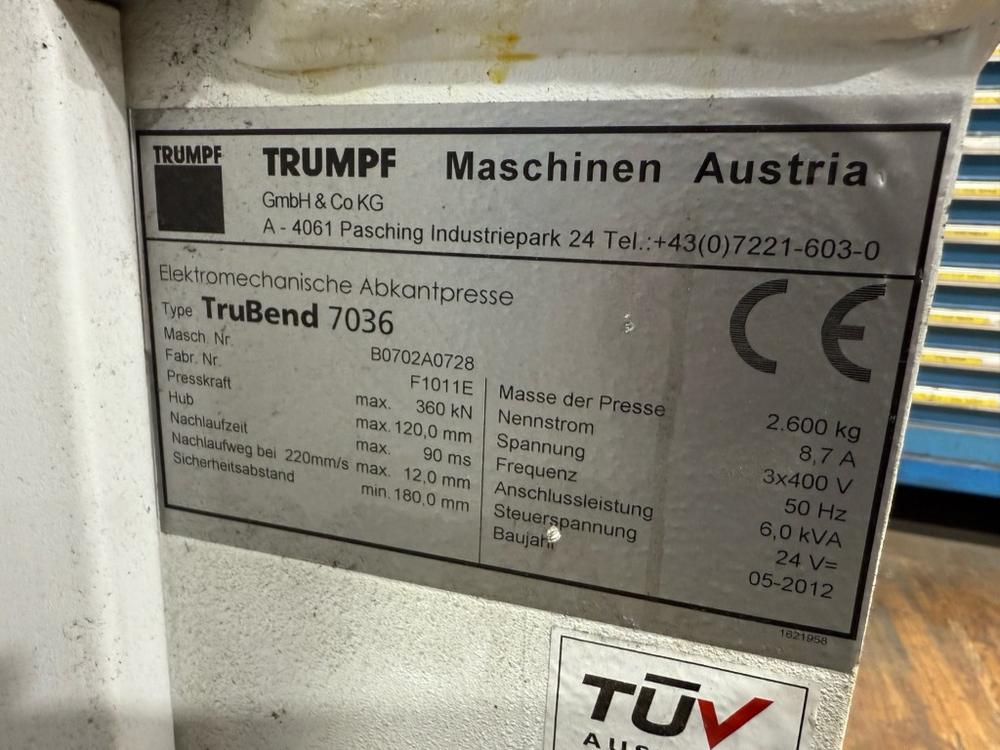 TRUMPF
TRUMPF Maschinen Austria
GmbH & Co KG
A - 4061 Pasching Industriepark 24 Tel.:+43(0)7221-603-0
Elektromechanische Abkantpresse
Type TruBend 7036
Masch. Nr. B0702A0728
Fabr. Nr. F1011E
Presskraft max. 360 kN
Hub max. 120,0 mm
Nachlaufzeit max. 90 ms
Nachlaufweg bei 220mm/s max. 12,0 mm
Sicherheitsabstand min. 180,0 mm
Masse der Presse 2.600 kg
Nennstrom 8,7 A
Spannung 3x400 V
Frequenz 50 Hz
Anschlussleistung 6,0 kVA
Steuerspannung 24 V=
Baujahr 05-2012
CE
1621958
TÜV
AUS